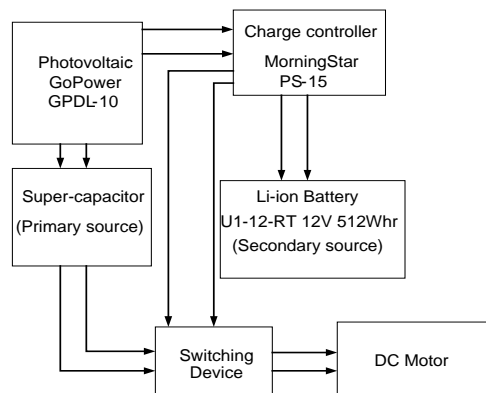 Photovoltaic
GoPower
GPDL-10
Charge controller
MorningStar
PS-15
Super-capacitor
(Primary source)
Li-ion Battery
U1-12-RT 12V 512Whr
(Secondary source)
Switching
Device
DC Motor